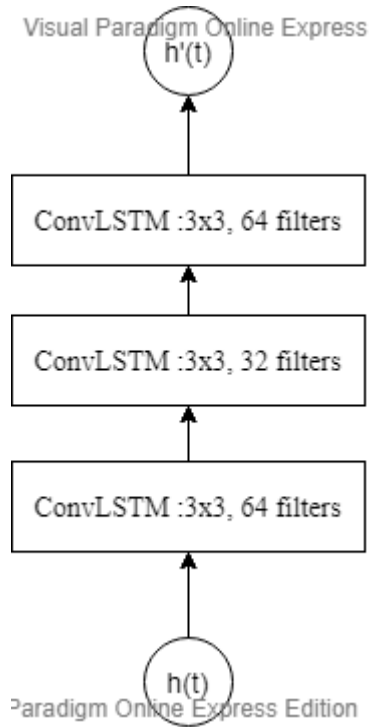 Visual Paradigm Online Express
h'(t)
ConvLSTM :3x3, 64 filters
ConvLSTM :3x3, 32 filters
ConvLSTM :3x3, 64 filters
h(t)
Paradigm Online Express Edition